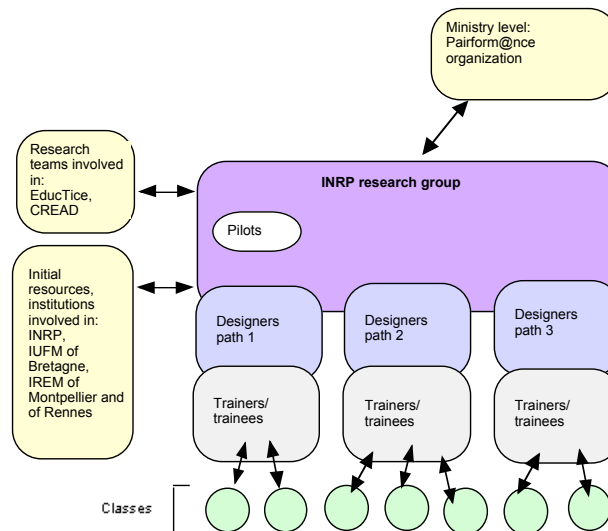 Ministry level:
Pairform@nce
organization
Research
teams involved
in:
EducTice,
CREAD
INRP research group
Pilots
Initial
resources,
institutions
involved in:
INRP,
IUFM of
Bretagne,
IREM of
Montpellier and
of Rennes
Designers
path 1
Designers
path 2
Designers
path 3
Trainers/
trainees
Trainers/
trainees
Trainers/
trainees
Classes